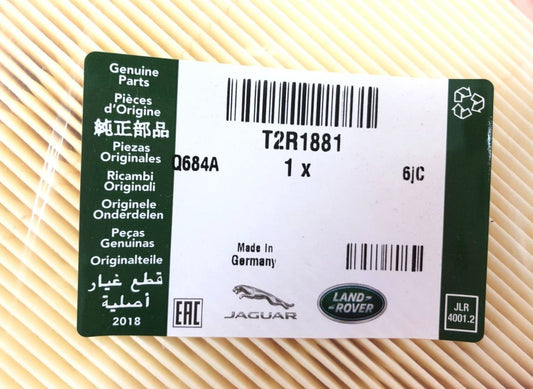 Genuine
Parts
Pièces
d'Origine
純正部品
Piezas
Originales
Ricambi
Originali
Originele
Onderdelen
Peças
Genuínas
Originalteile
قطع غيار
أصلية
2018
T2R1881
Q684A
1 x
6jC
Made In
Germany
EAC
JAGUAR
LAND-
ROVER
JLR
4001.2